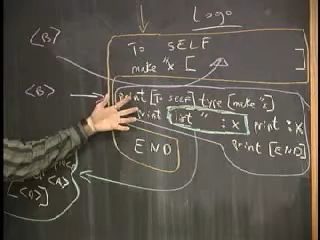 Logo
<B>
TO SELF
make "x [ ]
<B>
print [TO SELF] type [make "x]
print list " :x print :x
print [END]
END
<A>
<A>